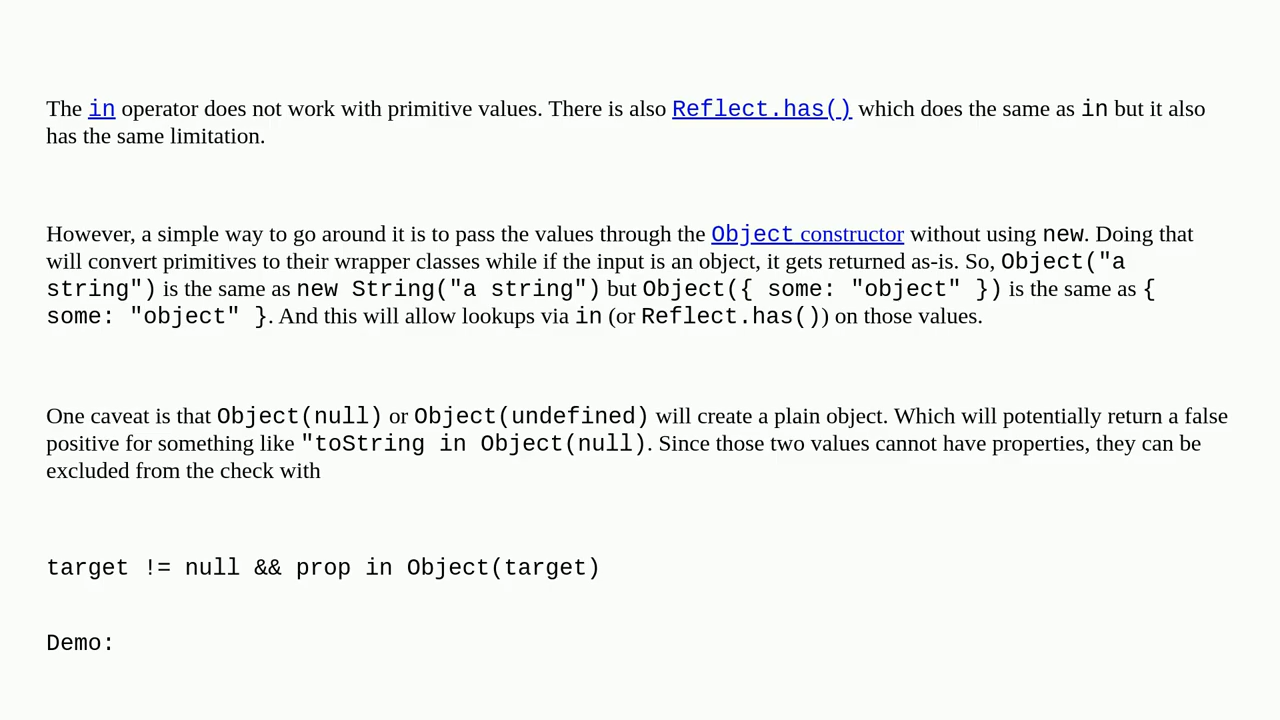 The in operator does not work with primitive values. There is also Reflect.has() which does the same as in but it also
has the same limitation.
However, a simple way to go around it is to pass the values through the Object constructor without using new. Doing that
will convert primitives to their wrapper classes while if the input is an object, it gets returned as-is. So, Object("a
string") is the same as new String("a string") but Object({ some: "object" }) is the same as {
some: "object" }. And this will allow lookups via in (or Reflect.has()) on those values.
One caveat is that Object(null) or Object(undefined) will create a plain object. Which will potentially return a false
positive for something like "toString in Object(null). Since those two values cannot have properties, they can be
excluded from the check with
target != null && prop in Object(target)
Demo: